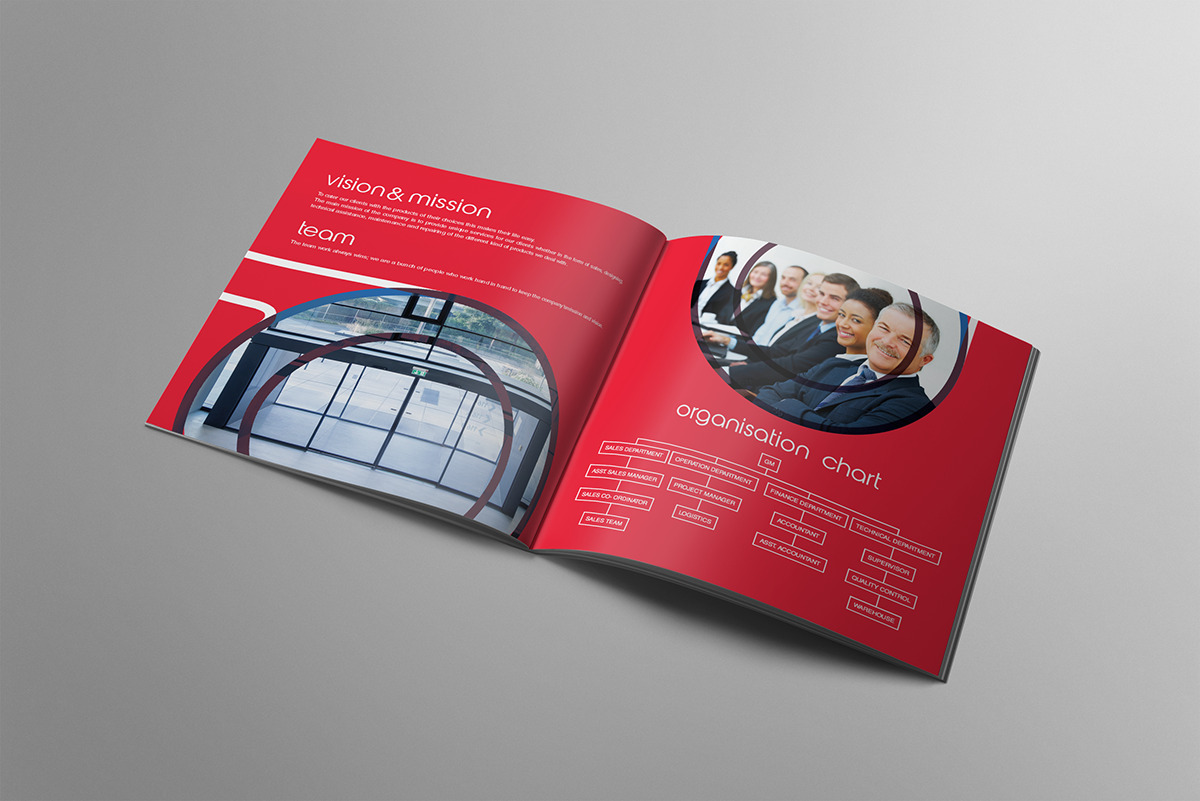 vision & mission
To cater our clients with the products of their choices this makes their life easy.
The main mission of the company is to provide unique services for our clients whether in the form of sales, designing,
technical assistance, maintenance and repairing of the different kind of products we deal with.
team
The team work always wins; we are a bunch of people who work hand in hand to keep the company
organisation chart
GM
SALES DEPARTMENT
ASST. SALES MANAGER
SALES CO- ORDINATOR
SALES TEAM
OPERATION DEPARTMENT
PROJECT MANAGER
LOGISTICS
FINANCE DEPARTMENT
ACCOUNTANT
ASST. ACCOUNTANT
TECHNICAL DEPARTMENT
SUPERVISOR
QUALITY CONTROL
WAREHOUSE